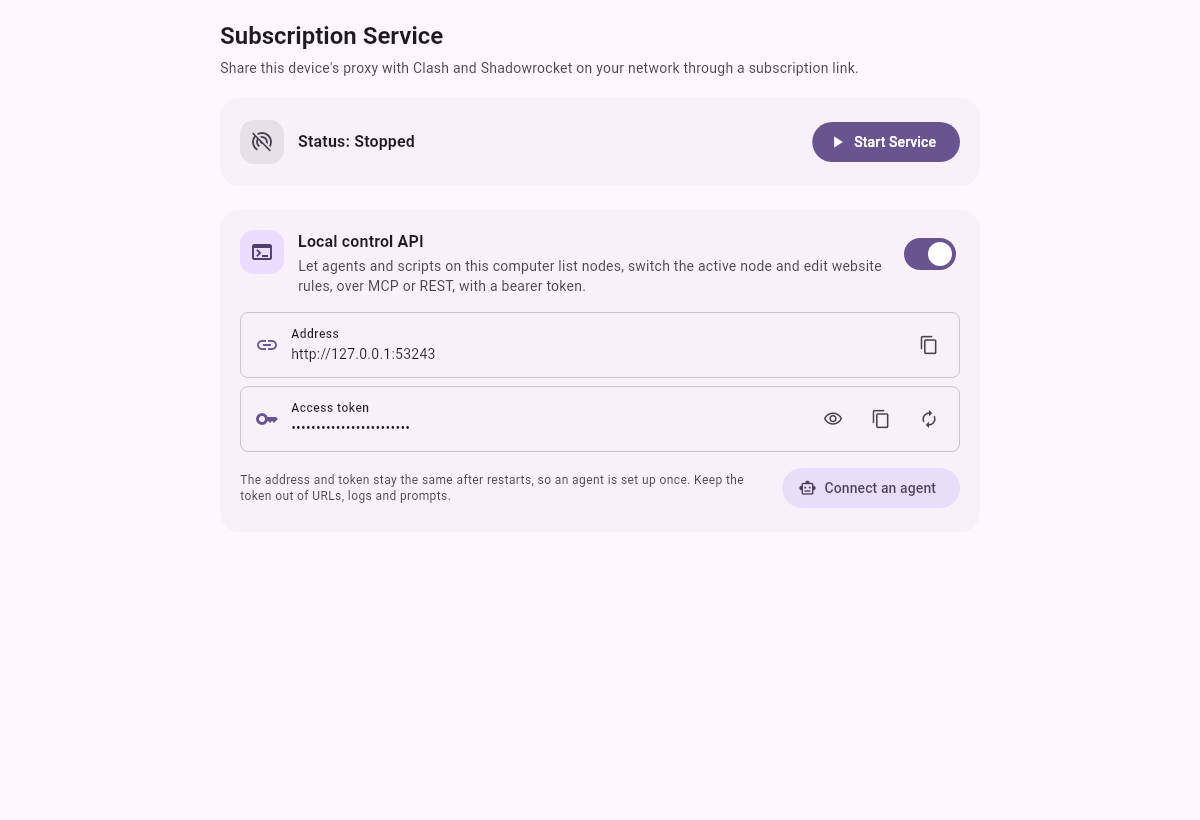 Subscription Service
Share this device's proxy with Clash and Shadowrocket on your network through a subscription link.
Status: Stopped
Start Service
Local control API
Let agents and scripts on this computer list nodes, switch the active node and edit website
rules, over MCP or REST, with a bearer token.
Address
http://127.0.0.1:53243
Access token
••••••••••••••••••••••••
The address and token stay the same after restarts, so an agent is set up once. Keep the
token out of URLs, logs and prompts.
Connect an agent